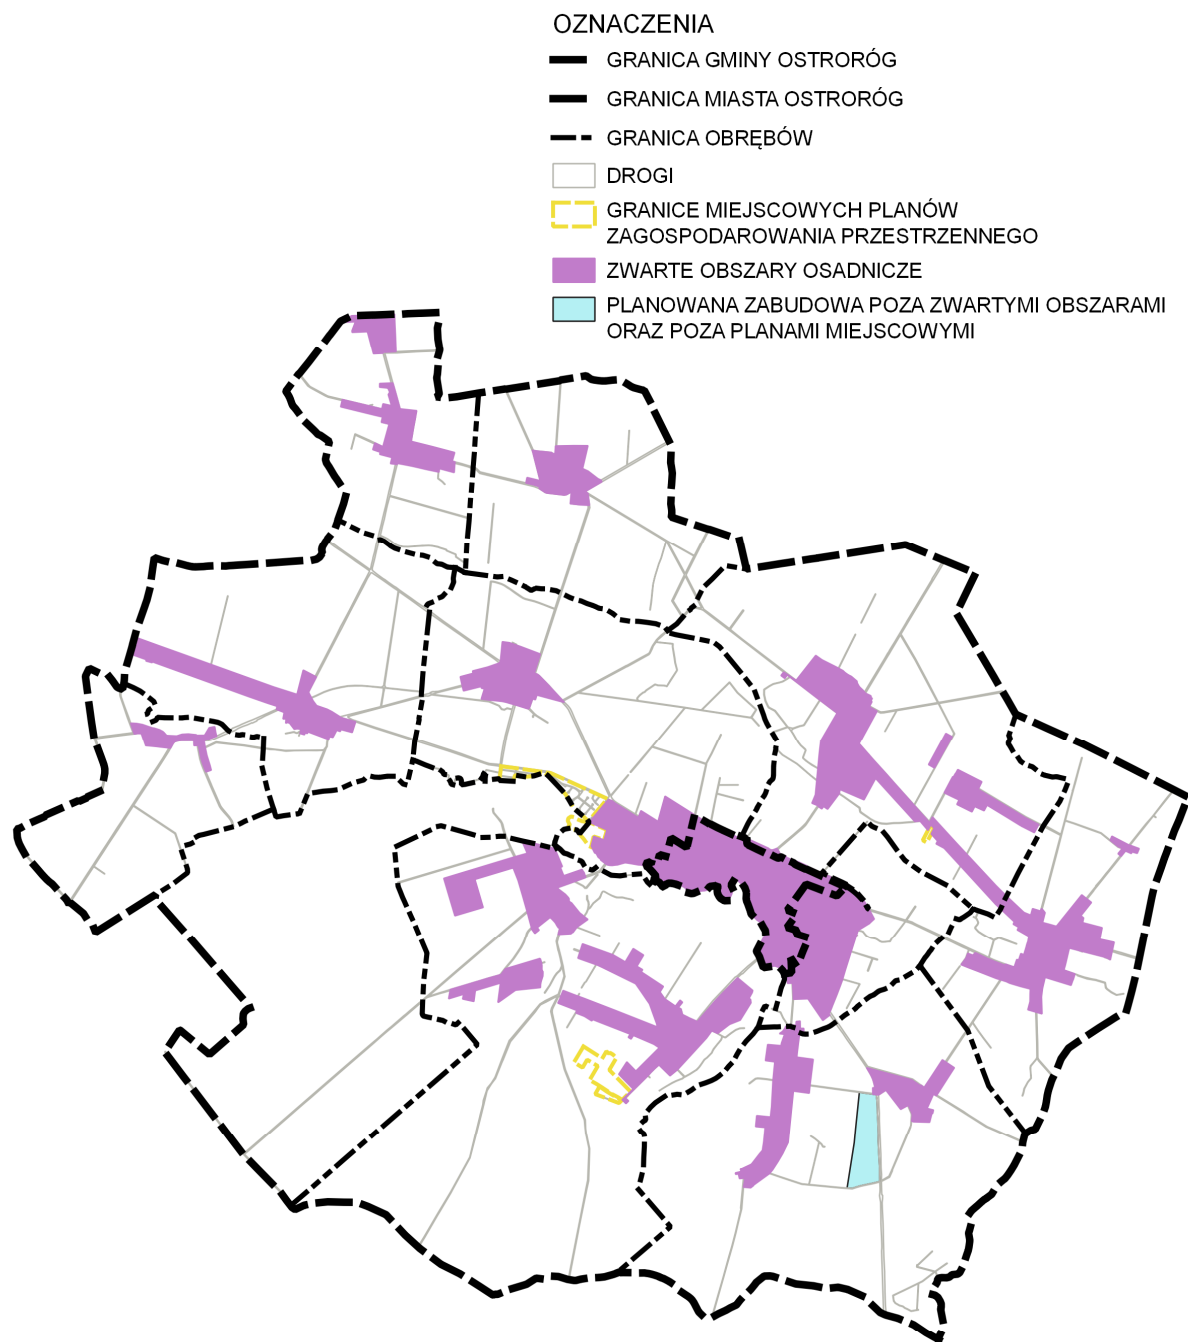 OZNACZENIA
GRANICA GMINY OSTRORÓG
GRANICA MIASTA OSTRORÓG
GRANICA OBRĘBÓW
DROGI
GRANICE MIEJSCOWYCH PLANÓW
ZAGOSPODAROWANIA PRZESTRZENNEGO
ZWARTE OBSZARY OSADNICZE
PLANOWANA ZABUDOWA POZA ZWARTYMI OBSZARAMI
ORAZ POZA PLANAMI MIEJSCOWYMI